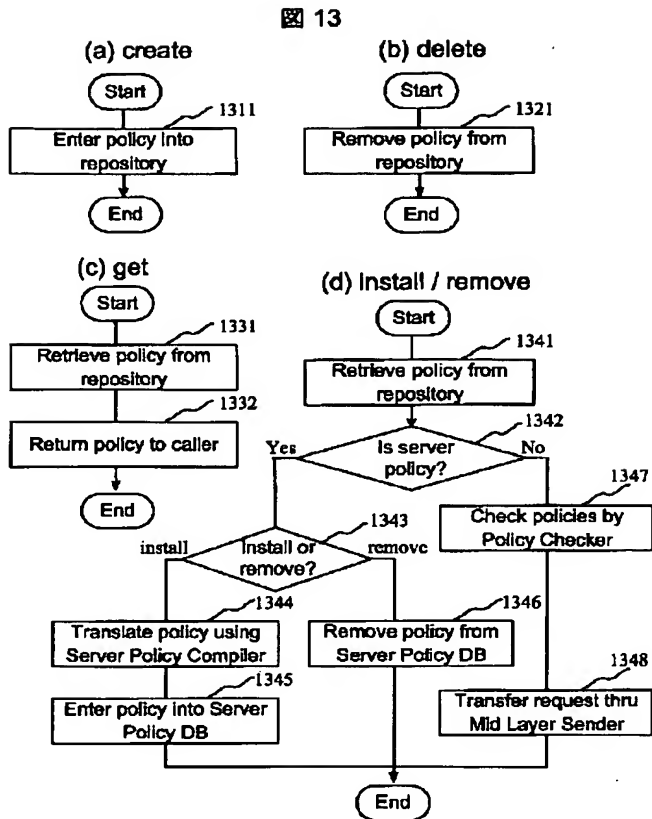 図 13
(a) create
Start
1311
Enter policy into
repository
End
(b) delete
Start
1321
Remove policy from
repository
End
(c) get
Start
1331
Retrieve policy from
repository
1332
Return policy to caller
End
(d) install / remove
Start
1341
Retrieve policy from
repository
1342
Is server
policy?
Yes
No
1343
Install or
remove?
install
remove
1344
Translate policy using
Server Policy Compiler
1345
Enter policy into Server
Policy DB
1346
Remove policy from
Server Policy DB
1347
Check policies by
Policy Checker
1348
Transfer request thru
Mid Layer Sender
End